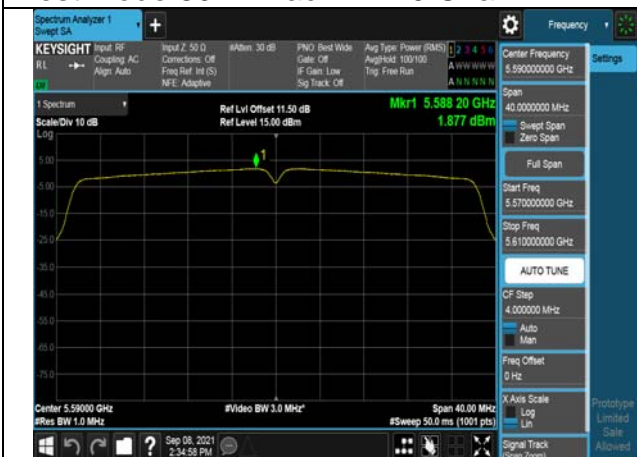 Spectrum Analyzer 1
Swept SA
+
Frequency
KEYSIGHT
RL
Input: RF
Coupling: AC
Align: Auto
Input Z: 50 Ω
Corrections: Off
Freq Ref: Int (S)
NFE: Adaptive
#Atten: 30 dB
PNO: Best Wide
Gate: Off
IF Gain: Low
Sig Track: Off
Avg Type: Power (RMS)
Avg|Hold: 100/100
Trig: Free Run
1 2 3 4 5 6
A W W W W W
A N N N N N
Center Frequency
5.590000000 GHz
Settings
1 Spectrum
Scale/Div 10 dB
Log
Ref Lvl Offset 11.50 dB
Ref Level 15.00 dBm
Mkr1 5.588 20 GHz
1.877 dBm
Span
40.0000000 MHz
Swept Span
Zero Span
Full Span
Start Freq
5.570000000 GHz
Stop Freq
5.610000000 GHz
AUTO TUNE
CF Step
4.000000 MHz
Auto
Man
Freq Offset
0 Hz
X Axis Scale
Log
Lin
Signal Track
(Span Zoom)
1
5.00
-5.00
-15.0
-25.0
-35.0
-45.0
-55.0
-65.0
-75.0
Center 5.59000 GHz
#Res BW 1.0 MHz
#Video BW 3.0 MHz*
Span 40.00 MHz
#Sweep 50.0 ms (1001 pts)
Sep 08, 2021
2:34:58 PM
?
Prototype
Limited
Sale
Allowed